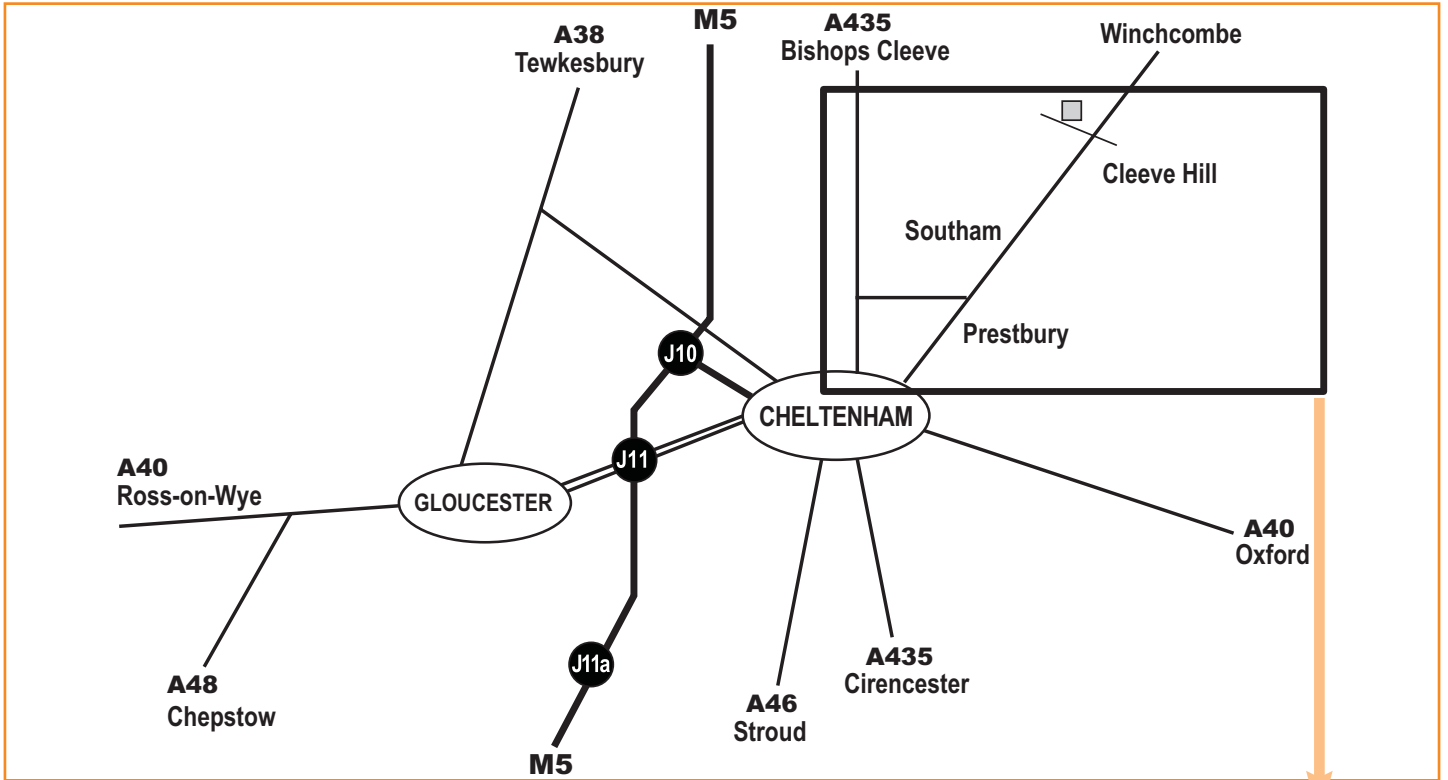 M5
A38
Tewkesbury
A435
Bishops Cleeve
Winchcombe
Cleeve Hill
Southam
Prestbury
J10
CHELTENHAM
J11
A40
Ross-on-Wye
GLOUCESTER
A40
Oxford
J11a
A48
Chepstow
A435
Cirencester
A46
Stroud
M5